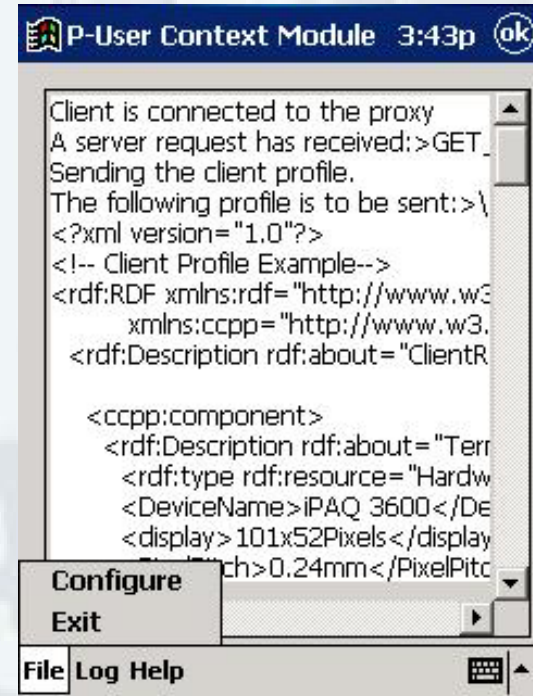 P-User Context Module 3:43p ok
Client is connected to the proxy
A server request has received:>GET_
Sending the client profile.
The following profile is to be sent:>\
<?xml version="1.0"?>
<!-- Client Profile Example-->
<rdf:RDF xmlns:rdf="http://www.w3
xmlns:ccpp="http://www.w3.
<rdf:Description rdf:about="ClientR
<ccpp:component>
<rdf:Description rdf:about="Terr
<rdf:type rdf:resource="Hardw
<DeviceName>iPAQ 3600</De
<display>101x52Pixels</display
ch>0.24mm</PixelPitc
Configure
Exit
File Log Help